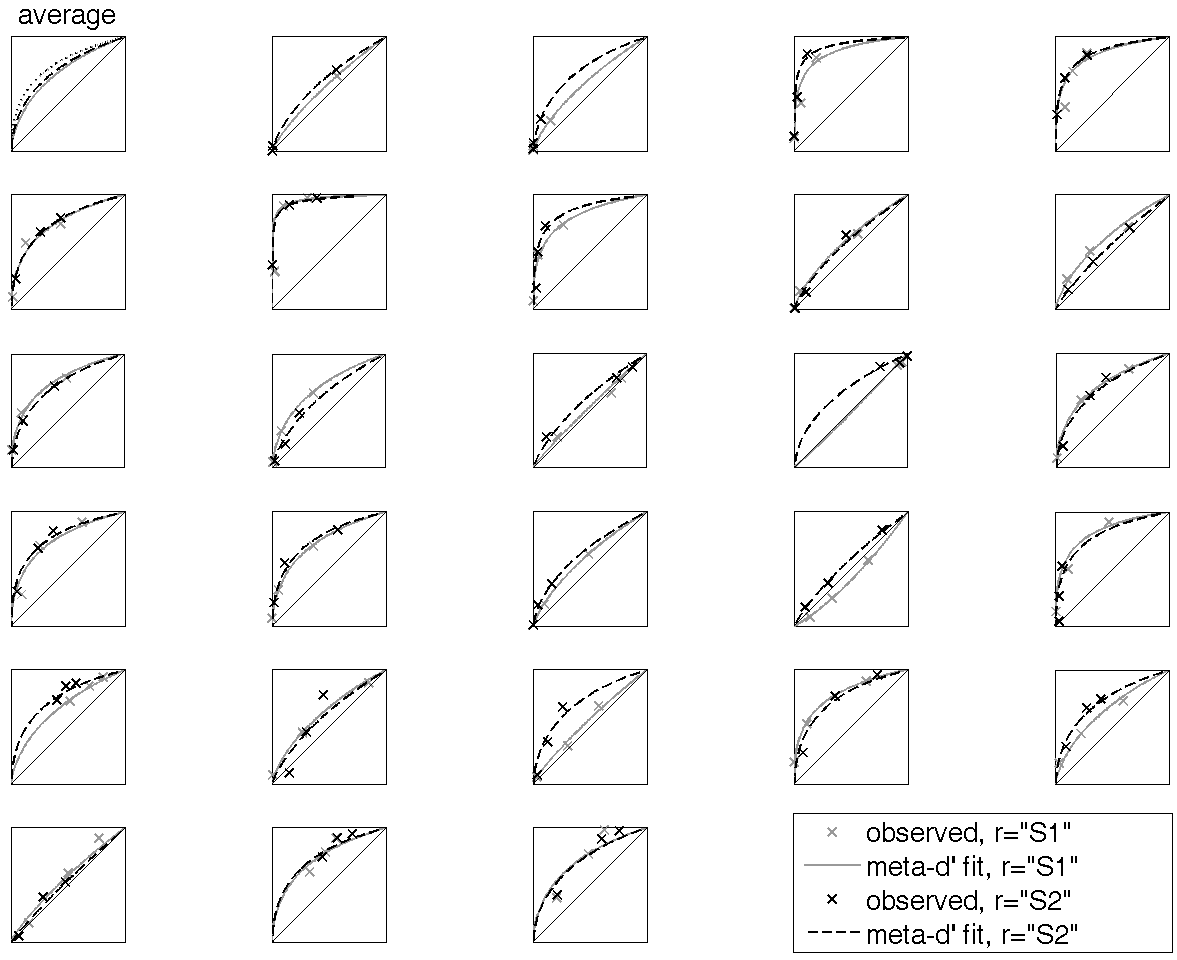 average
observed, r="S1"
meta-d' fit, r="S1"
observed, r="S2"
meta-d' fit, r="S2"